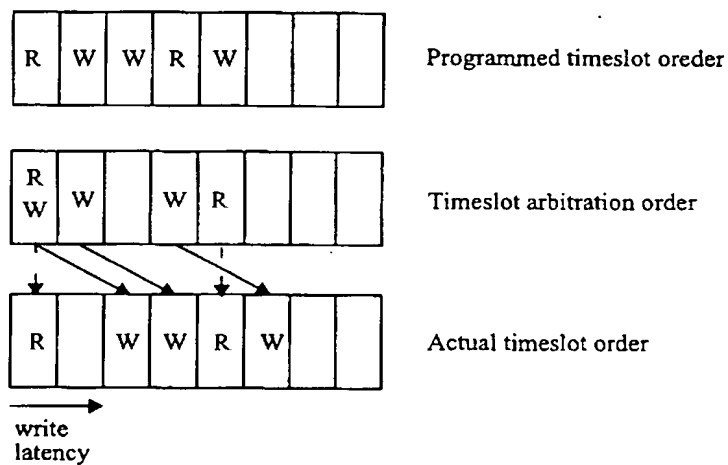 R W W R W
Programmed timeslot oreder
R
W W W R
Timeslot arbitration order
R W W R W
Actual timeslot order
write
latency